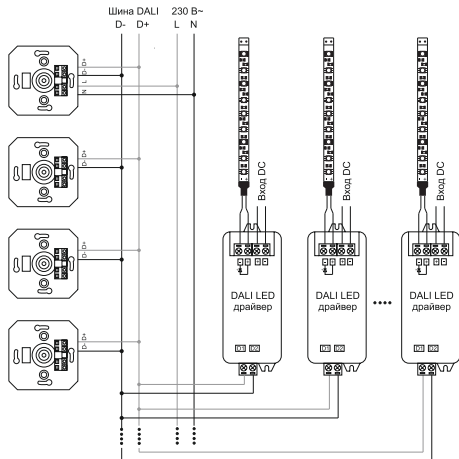 Шина DALI 230 В~
D- D+ L N
D+
D-
L
N
D+
D-
D+
D-
D+
D-
Вход DC
Вход DC
Вход DC
DALI LED
драйвер
DALI LED
драйвер
DALI LED
драйвер